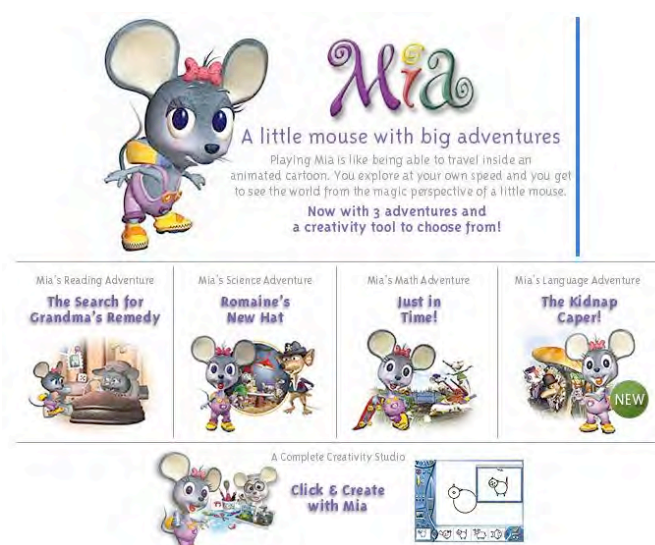 Mia
A little mouse with big adventures
Playing Mia is like being able to travel inside an
animated cartoon. You explore at your own speed and you get
to see the world from the magic perspective of a little mouse.
Now with 3 adventures and
a creativity tool to choose from!
Mia's Reading Adventure
The Search for
Grandma's Remedy
Mia's Science Adventure
Romaine's
New Hat
Mia's Math Adventure
Just in
Time!
Mia's Language Adventure
The Kidnap
Caper!
NEW
A Complete Creativity Studio
Click & Create
with Mia